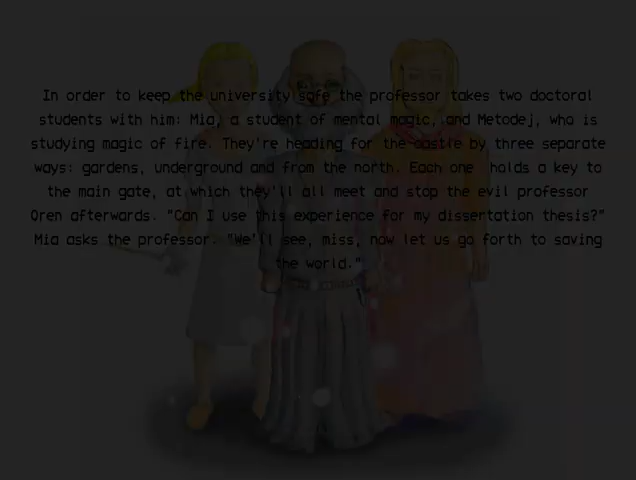 In order to keep the university safe the professor takes two doctoral
students with him: Mia, a student of mental magic, and Metodej, who is
studying magic of fire. They're heading for the castle by three separate
ways: gardens, underground and from the north. Each one holds a key to
the main gate, at which they'll all meet and stop the evil professor
Oren afterwards. "Can I use this experience for my dissertation thesis?"
Mia asks the professor. "We'll see, miss, now let us go forth to saving
the world."